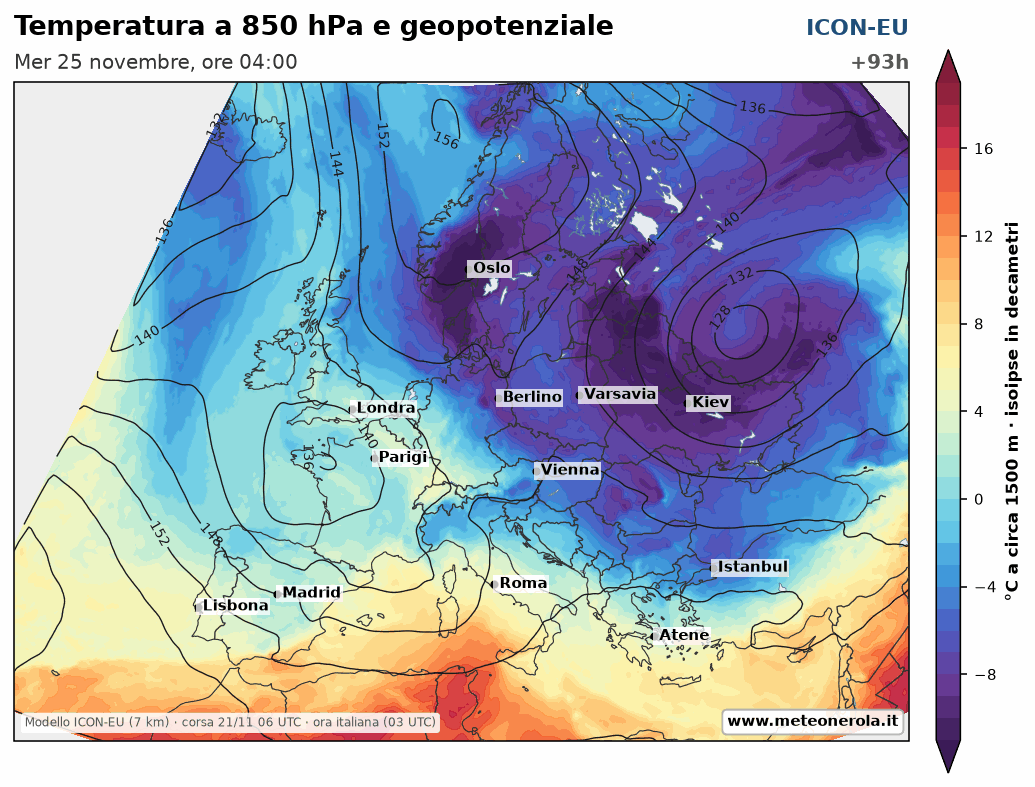 Temperatura a 850 hPa e geopotenziale
ICON-EU
Mer 25 novembre, ore 04:00
+93h
132
152
156
144
136
136
140
136
148
144
132
128
136
140
16
12
8
4
0
−4
−8
°C a circa 1500 m · isoipse in decametri
Oslo
Berlino
Varsavia
Kiev
Londra
140
Parigi
136
Vienna
152
148
Istanbul
Roma
Madrid
Lisbona
Atene
Modello ICON-EU (7 km) · corsa 21/11 06 UTC · ora italiana (03 UTC)
www.meteonerola.it